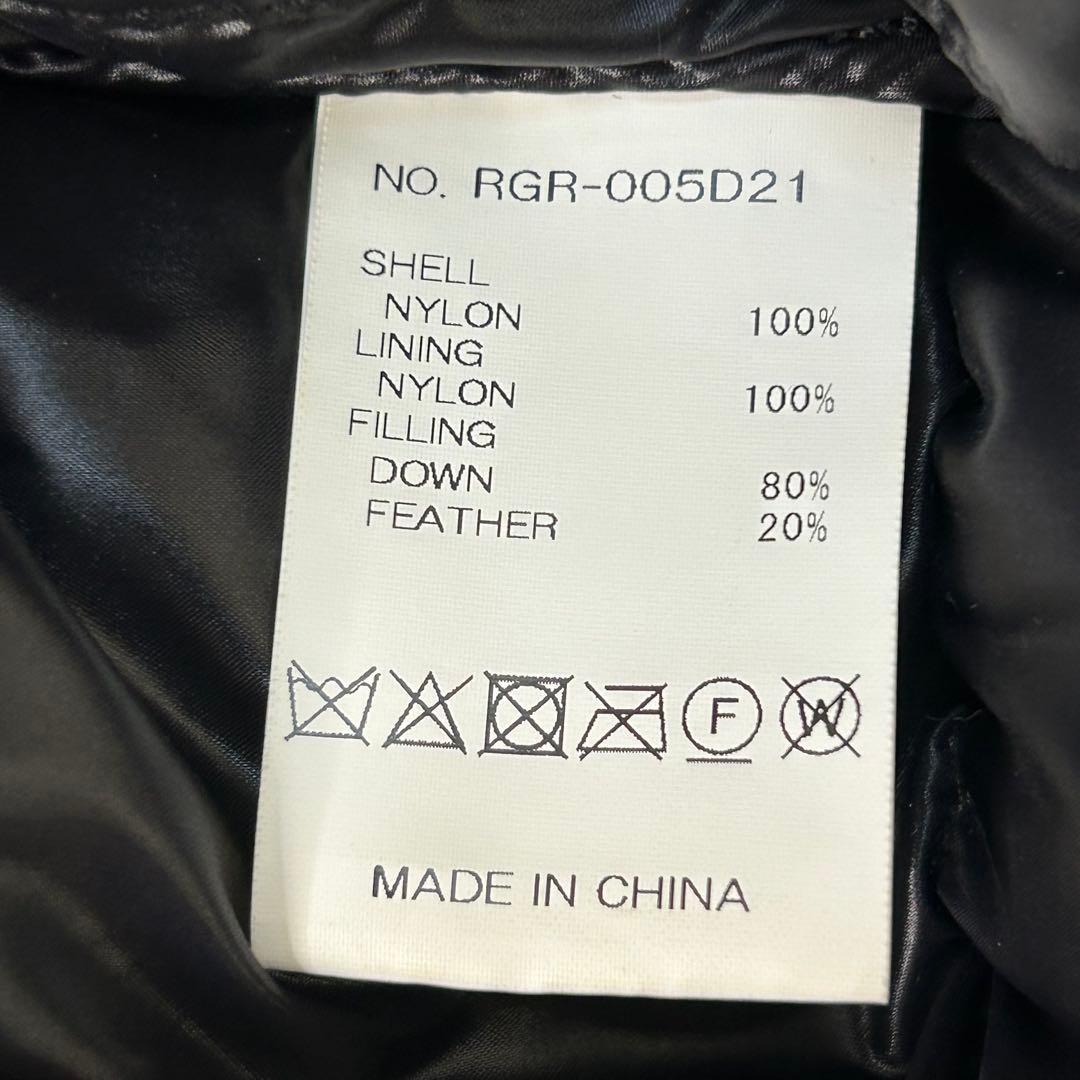 NO. RGR-005D21
SHELL
NYLON 100%
LINING
NYLON 100%
FILLING
DOWN 80%
FEATHER 20%
F W
MADE IN CHINA